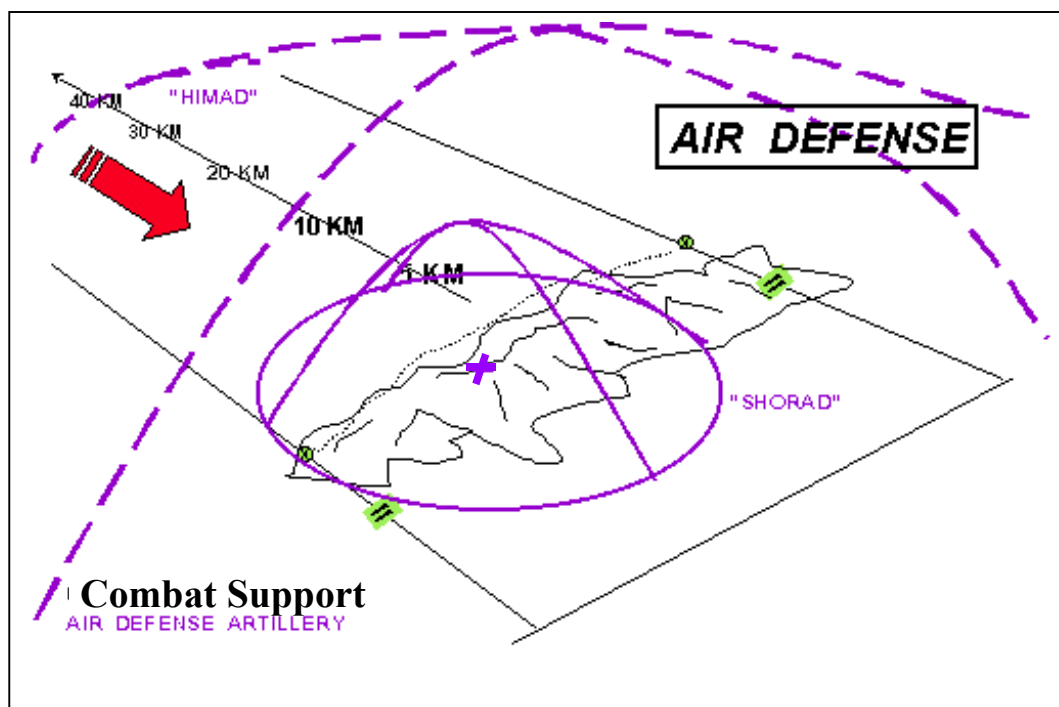 "HIMAD"
40 KM
30 KM
20 KM
10 KM
1 KM
AIR DEFENSE
"SHORAD"
Combat Support
AIR DEFENSE ARTILLERY